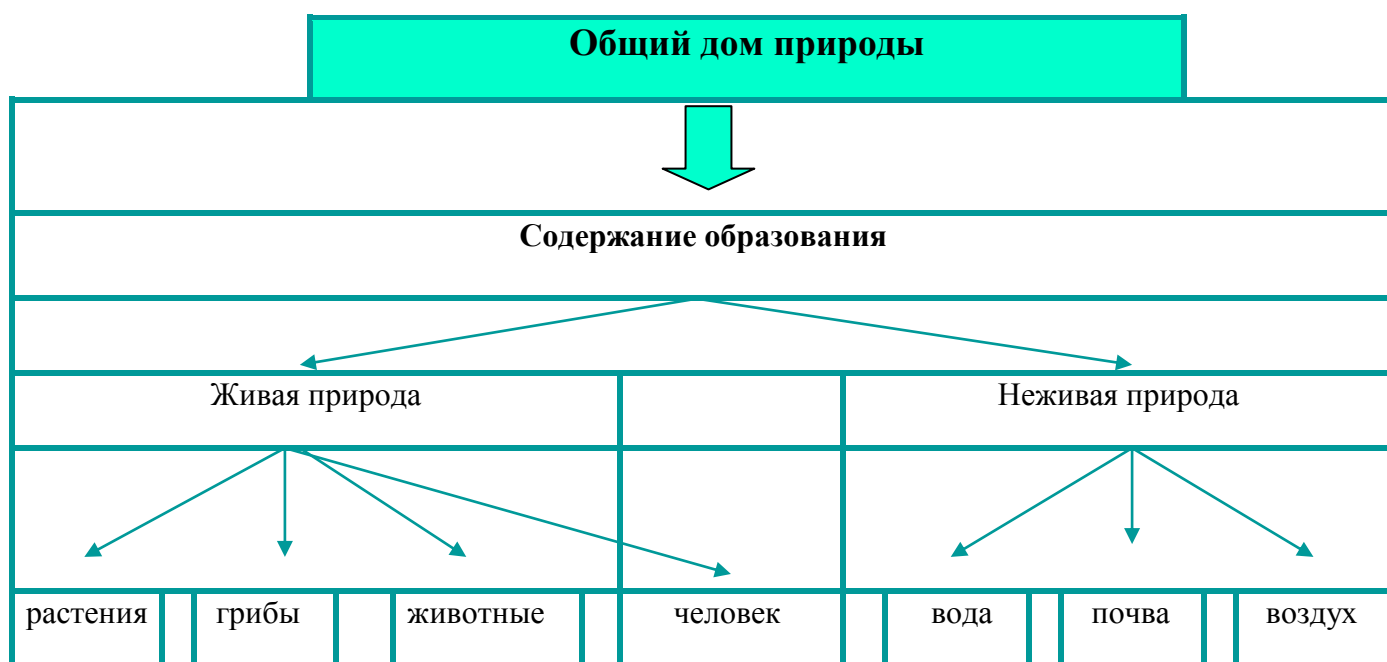 Общий дом природы
Содержание образования
Живая природа
Неживая природа
растения
грибы
животные
человек
вода
почва
воздух